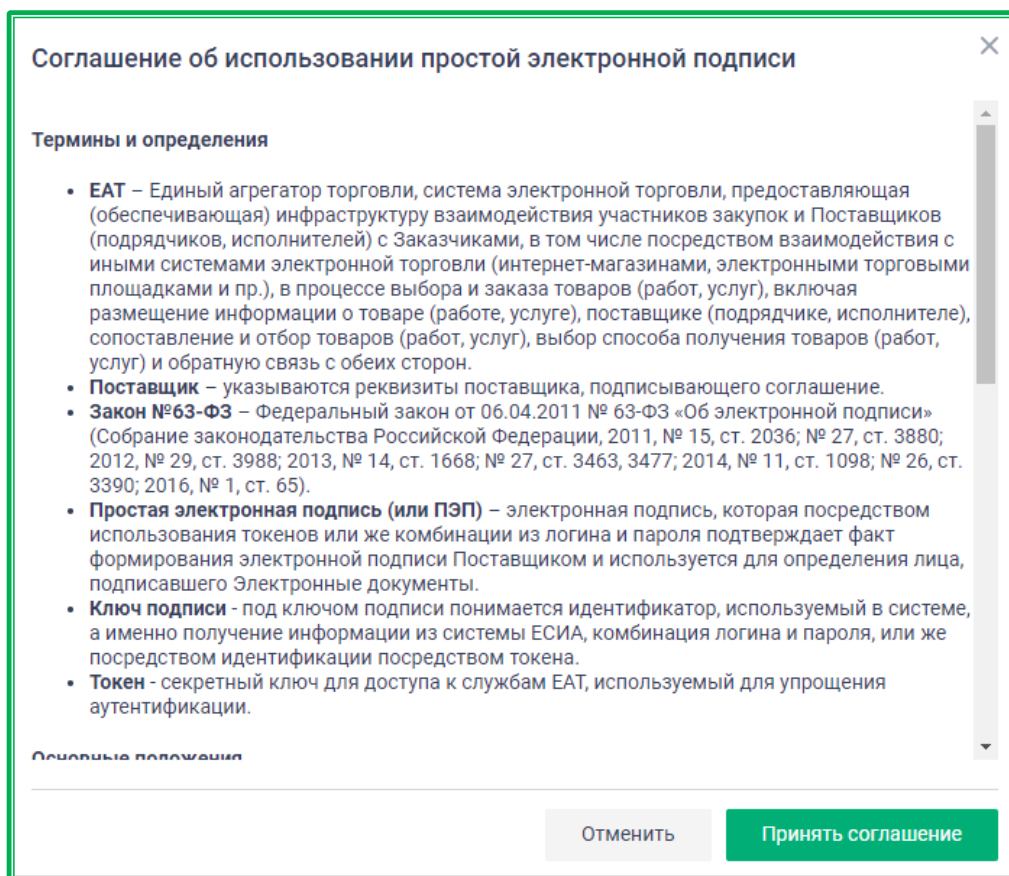 Соглашение об использовании простой электронной подписи
Термины и определения
• ЕАТ – Единый агрегатор торговли, система электронной торговли, предоставляющая
(обеспечивающая) инфраструктуру взаимодействия участников закупок и Поставщиков
(подрядчиков, исполнителей) с Заказчиками, в том числе посредством взаимодействия с
иными системами электронной торговли (интернет-магазинами, электронными торговыми
площадками и пр.), в процессе выбора и заказа товаров (работ, услуг), включая
размещение информации о товаре (работе, услуге), поставщике (подрядчике, исполнителе),
сопоставление и отбор товаров (работ, услуг), выбор способа получения товаров (работ,
услуг) и обратную связь с обеих сторон.
• Поставщик – указываются реквизиты поставщика, подписывающего соглашение.
• Закон №63-ФЗ – Федеральный закон от 06.04.2011 № 63-ФЗ «Об электронной подписи»
(Собрание законодательства Российской Федерации, 2011, № 15, ст. 2036; № 27, ст. 3880;
2012, № 29, ст. 3988; 2013, № 14, ст. 1668; № 27, ст. 3463, 3477; 2014, № 11, ст. 1098; № 26, ст.
3390; 2016, № 1, ст. 65).
• Простая электронная подпись (или ПЭП) – электронная подпись, которая посредством
использования токенов или же комбинации из логина и пароля подтверждает факт
формирования электронной подписи Поставщиком и используется для определения лица,
подписавшего Электронные документы.
• Ключ подписи - под ключом подписи понимается идентификатор, используемый в системе,
а именно получение информации из системы ЕСИА, комбинация логина и пароля, или же
посредством идентификации посредством токена.
• Токен - секретный ключ для доступа к службам ЕАТ, используемый для упрощения
аутентификации.
Основные положения
Отменить
Принять соглашение